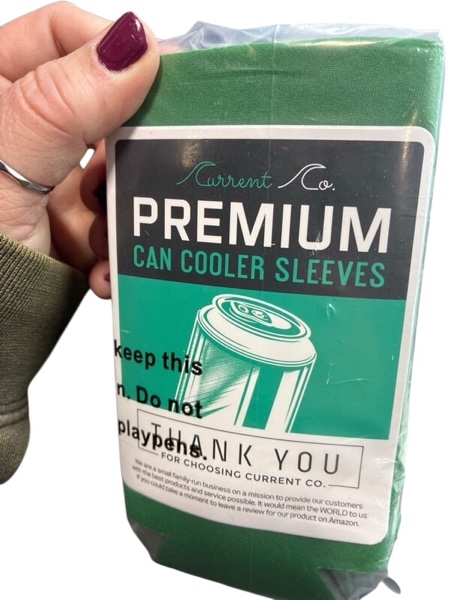 Current Co.
PREMIUM
CAN COOLER SLEEVES
keep this
n. Do not
playpens.
THANK YOU
FOR CHOOSING CURRENT CO.
We are a small family-run business on a mission to provide our customers
with the best products and service possible. It would mean the WORLD to us
if you could take a moment to leave a review for our product on Amazon.